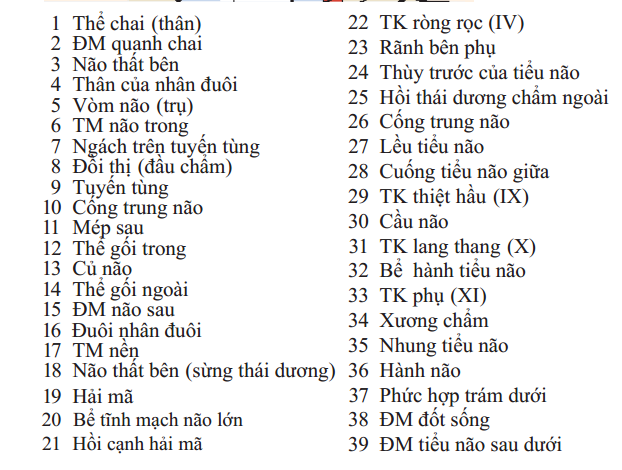 1 Thể chai (thân)
2 ĐM quanh chai
3 Não thất bên
4 Thân của nhân đuôi
5 Vòm não (trụ)
6 TM não trong
7 Ngách trên tuyến tùng
8 Đồi thị (đầu chẩm)
9 Tuyến tùng
10 Cống trung não
11 Mép sau
12 Thể gối trong
13 Củ não
14 Thể gối ngoài
15 ĐM não sau
16 Đuôi nhân đuôi
17 TM nền
18 Não thất bên (sừng thái dương)
19 Hải mã
20 Bể tĩnh mạch não lớn
21 Hồi cạnh hải mã
22 TK ròng rọc (IV)
23 Rãnh bên phụ
24 Thùy trước của tiểu não
25 Hồi thái dương chẩm ngoài
26 Cống trung não
27 Lều tiểu não
28 Cuống tiểu não giữa
29 TK thiệt hầu (IX)
30 Cầu não
31 TK lang thang (X)
32 Bể hành tiểu não
33 TK phụ (XI)
34 Xương chẩm
35 Nhung tiểu não
36 Hành não
37 Phức hợp trám dưới
38 ĐM đốt sống
39 ĐM tiểu não sau dưới